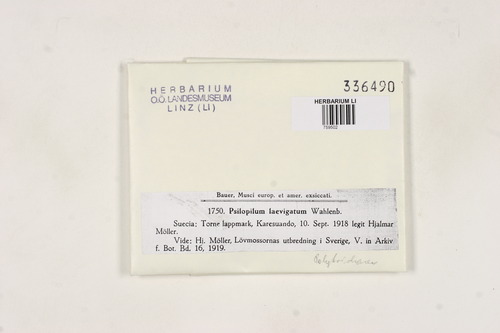 336490
HERBARIUM
O.Ö. LANDESMUSEUM
LINZ (LI)
HERBARIUM LI
Bauer, Musci europ. et amer. exsiccati.
1750. Psilopilum laevigatum Wahlenb.
Suecia: Torne lappmark, Karesuando, 10. Sept. 1918 legit Hjalmar
Möller.
Vide: Hj. Möller, Lövmossornas utbredning i Sverige, V. in Arkiv
f. Bot. Bd. 16, 1919.